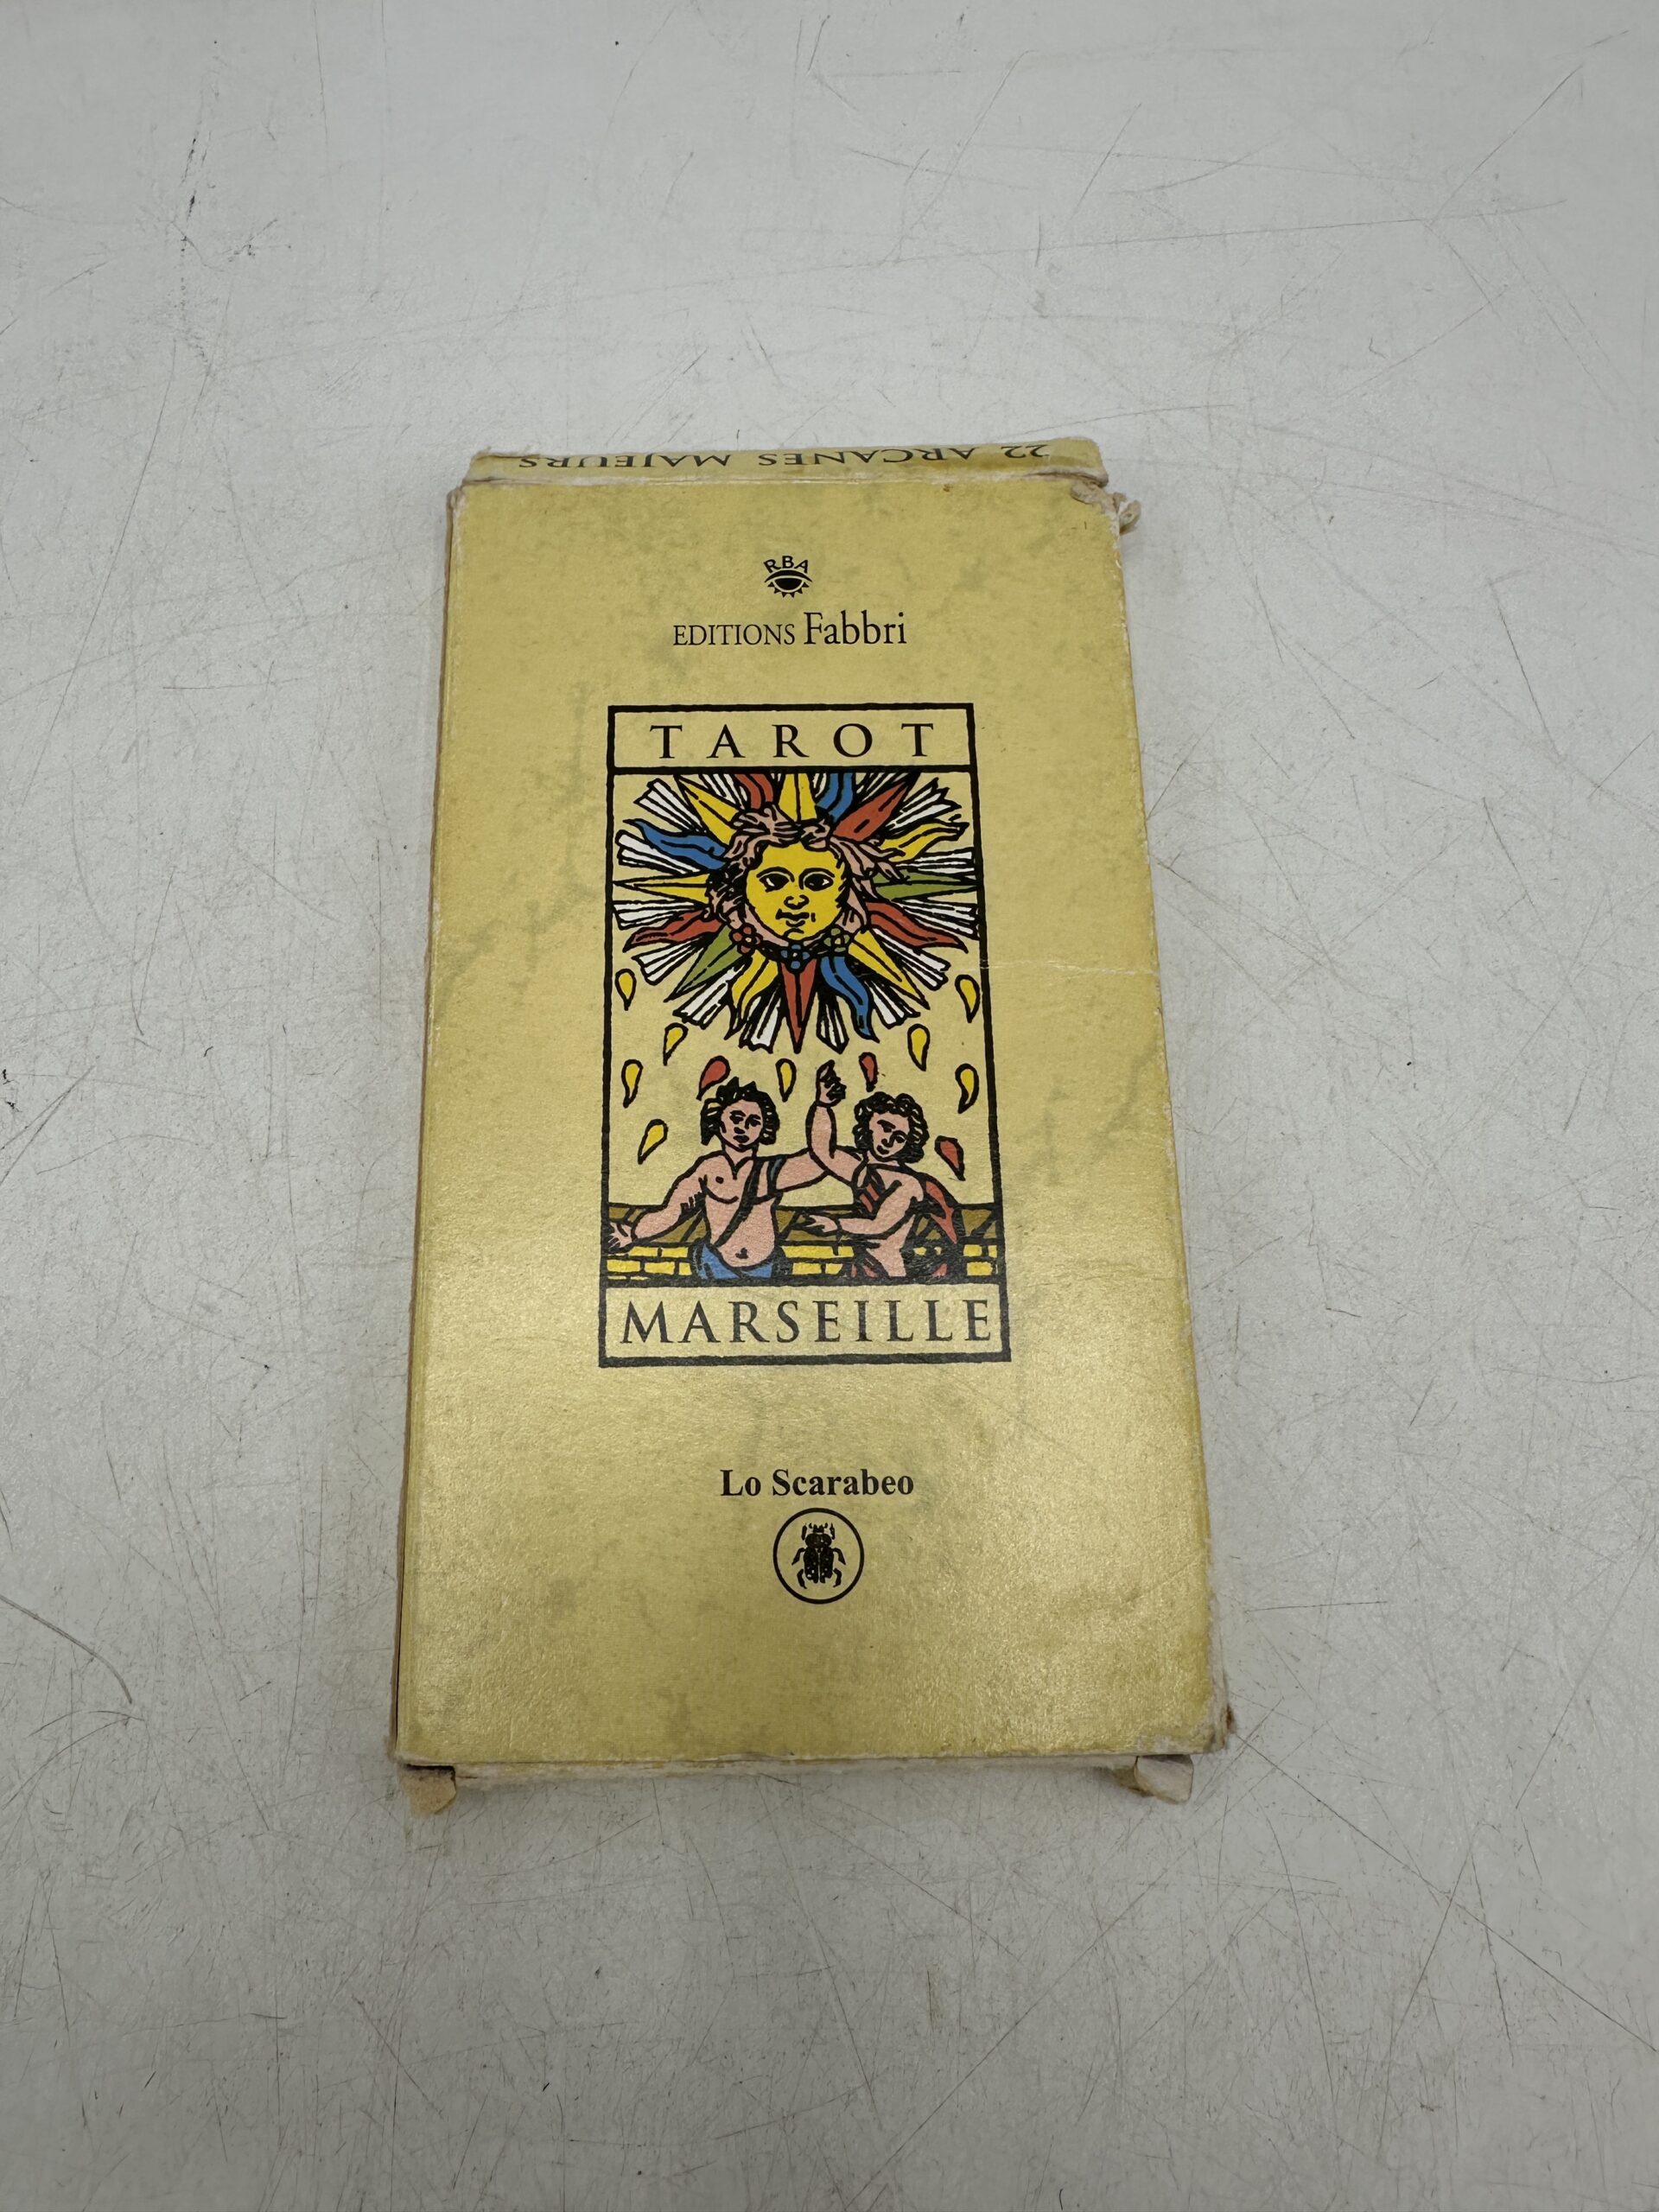 22 ARCANES MAJEURS
RBA
EDITIONS Fabbri
TAROT
MARSEILLE
Lo Scarabeo